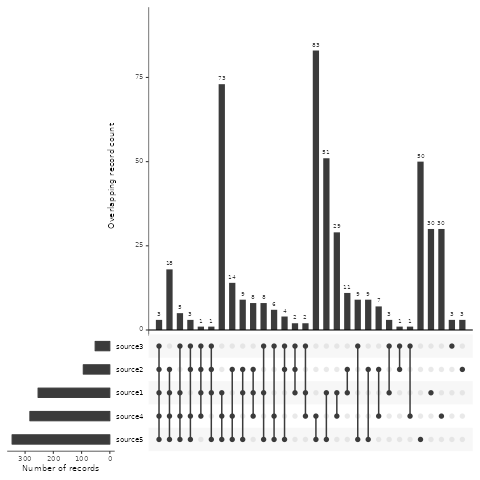 Overlapping record count
75
50
25
0
3 18 5 3 1 1 73 14 9 8 8 6 4 2 2 83 51 29 11 9 9 7 3 1 1 50 30 30 3 3
source3
source2
source1
source4
source5
300 200 100 0
Number of records